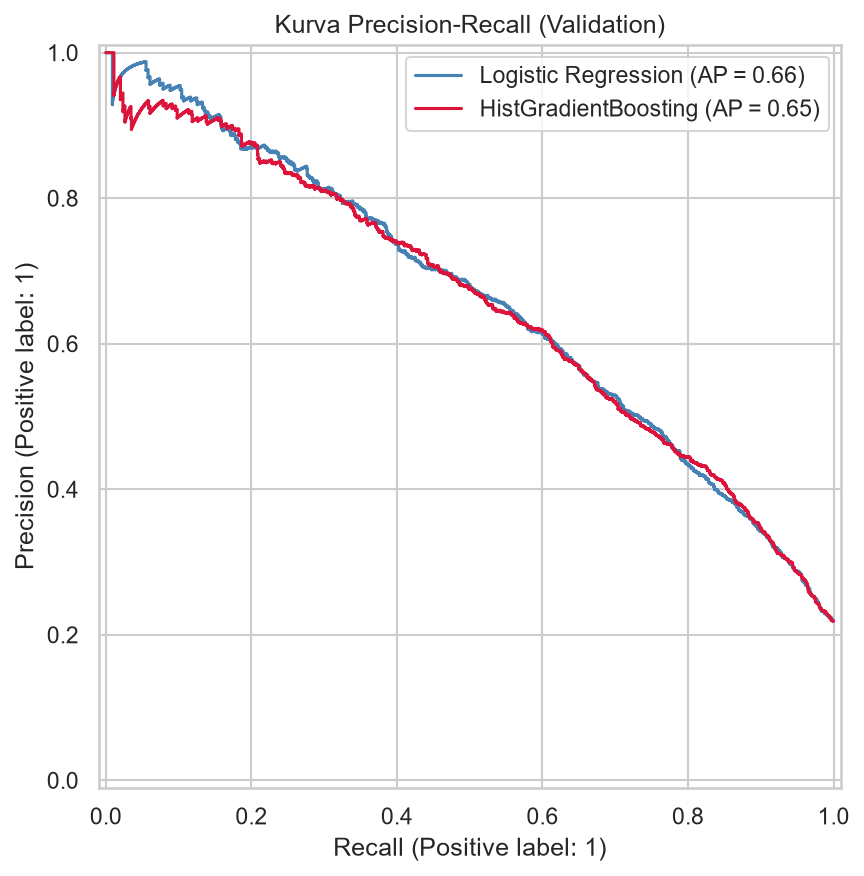 Kurva Precision-Recall (Validation)
Logistic Regression (AP = 0.66)
HistGradientBoosting (AP = 0.65)
Precision (Positive label: 1)
1.0
0.8
0.6
0.4
0.2
0.0
0.0 0.2 0.4 0.6 0.8 1.0
Recall (Positive label: 1)